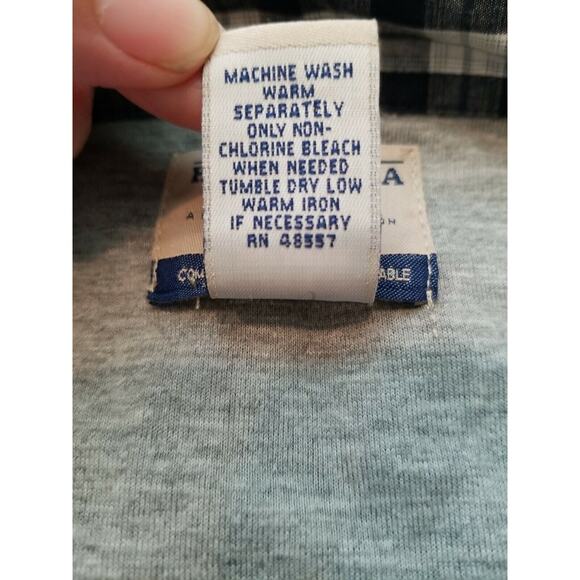 MACHINE WASH
WARM
SEPARATELY
ONLY NON-
CHLORINE BLEACH
WHEN NEEDED
TUMBLE DRY LOW
WARM IRON
IF NECESSARY
RN 48557